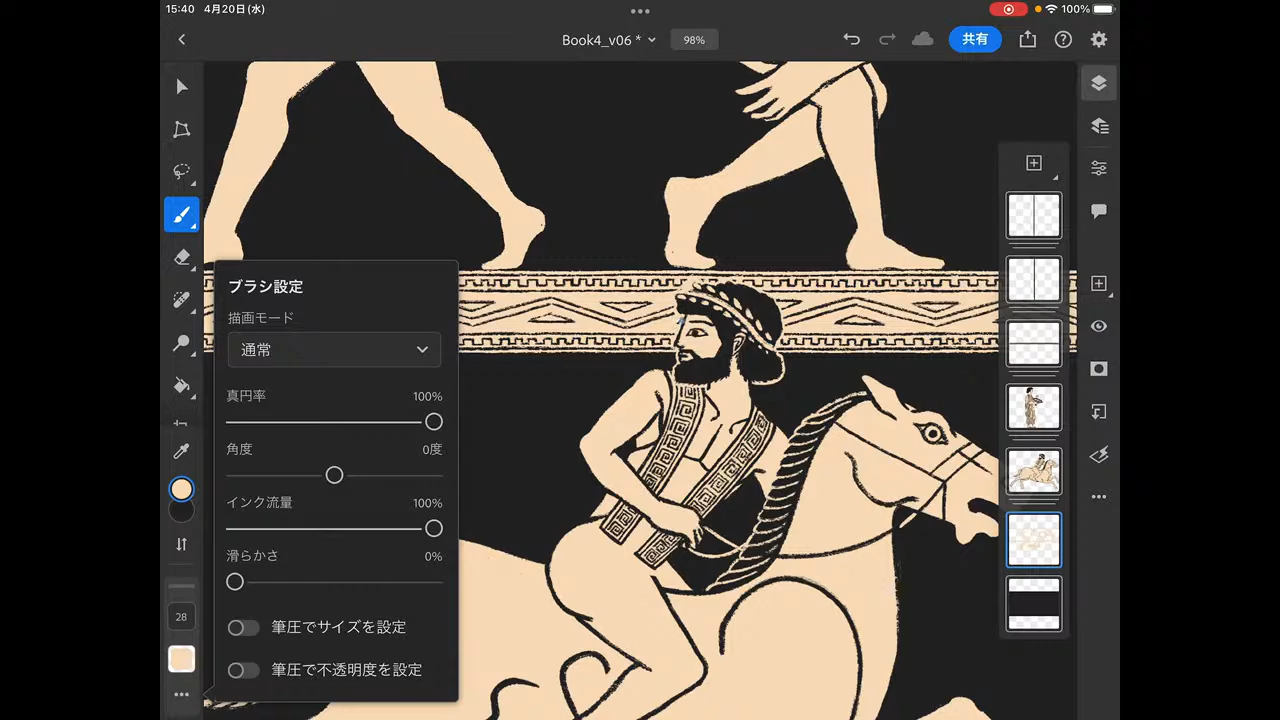 15:40 4月20日(水)
100%
Book4_v06 *
98%
共有
ブラシ設定
描画モード
通常
真円率 100%
角度 0度
インク流量 100%
滑らかさ 0%
筆圧でサイズを設定
筆圧で不透明度を設定
28